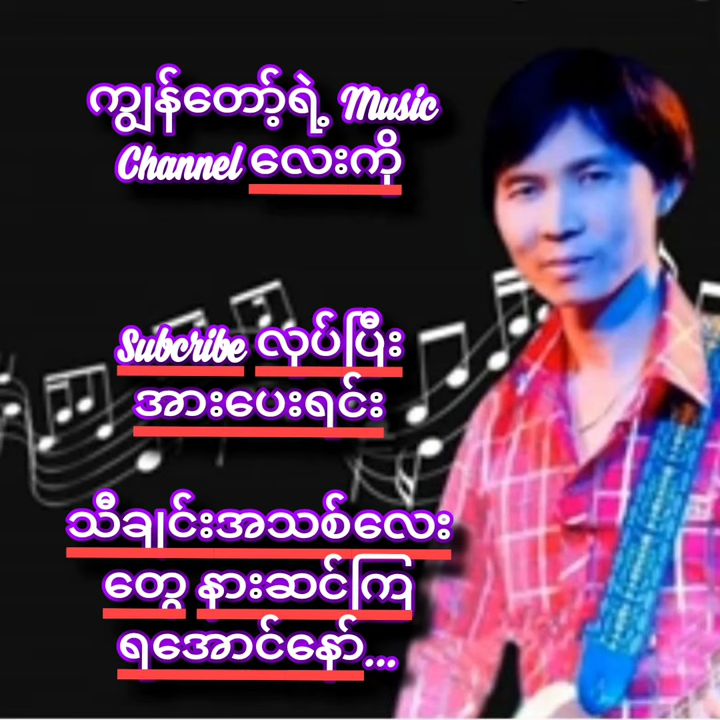 ကျွန်တော့်ရဲ့ Music
Channel လေးကို
Subcribe လုပ်ပြီး
အားပေးရင်း
သီချင်းအသစ်လေး
တွေ နားဆင်ကြ
ရအောင်နော်...